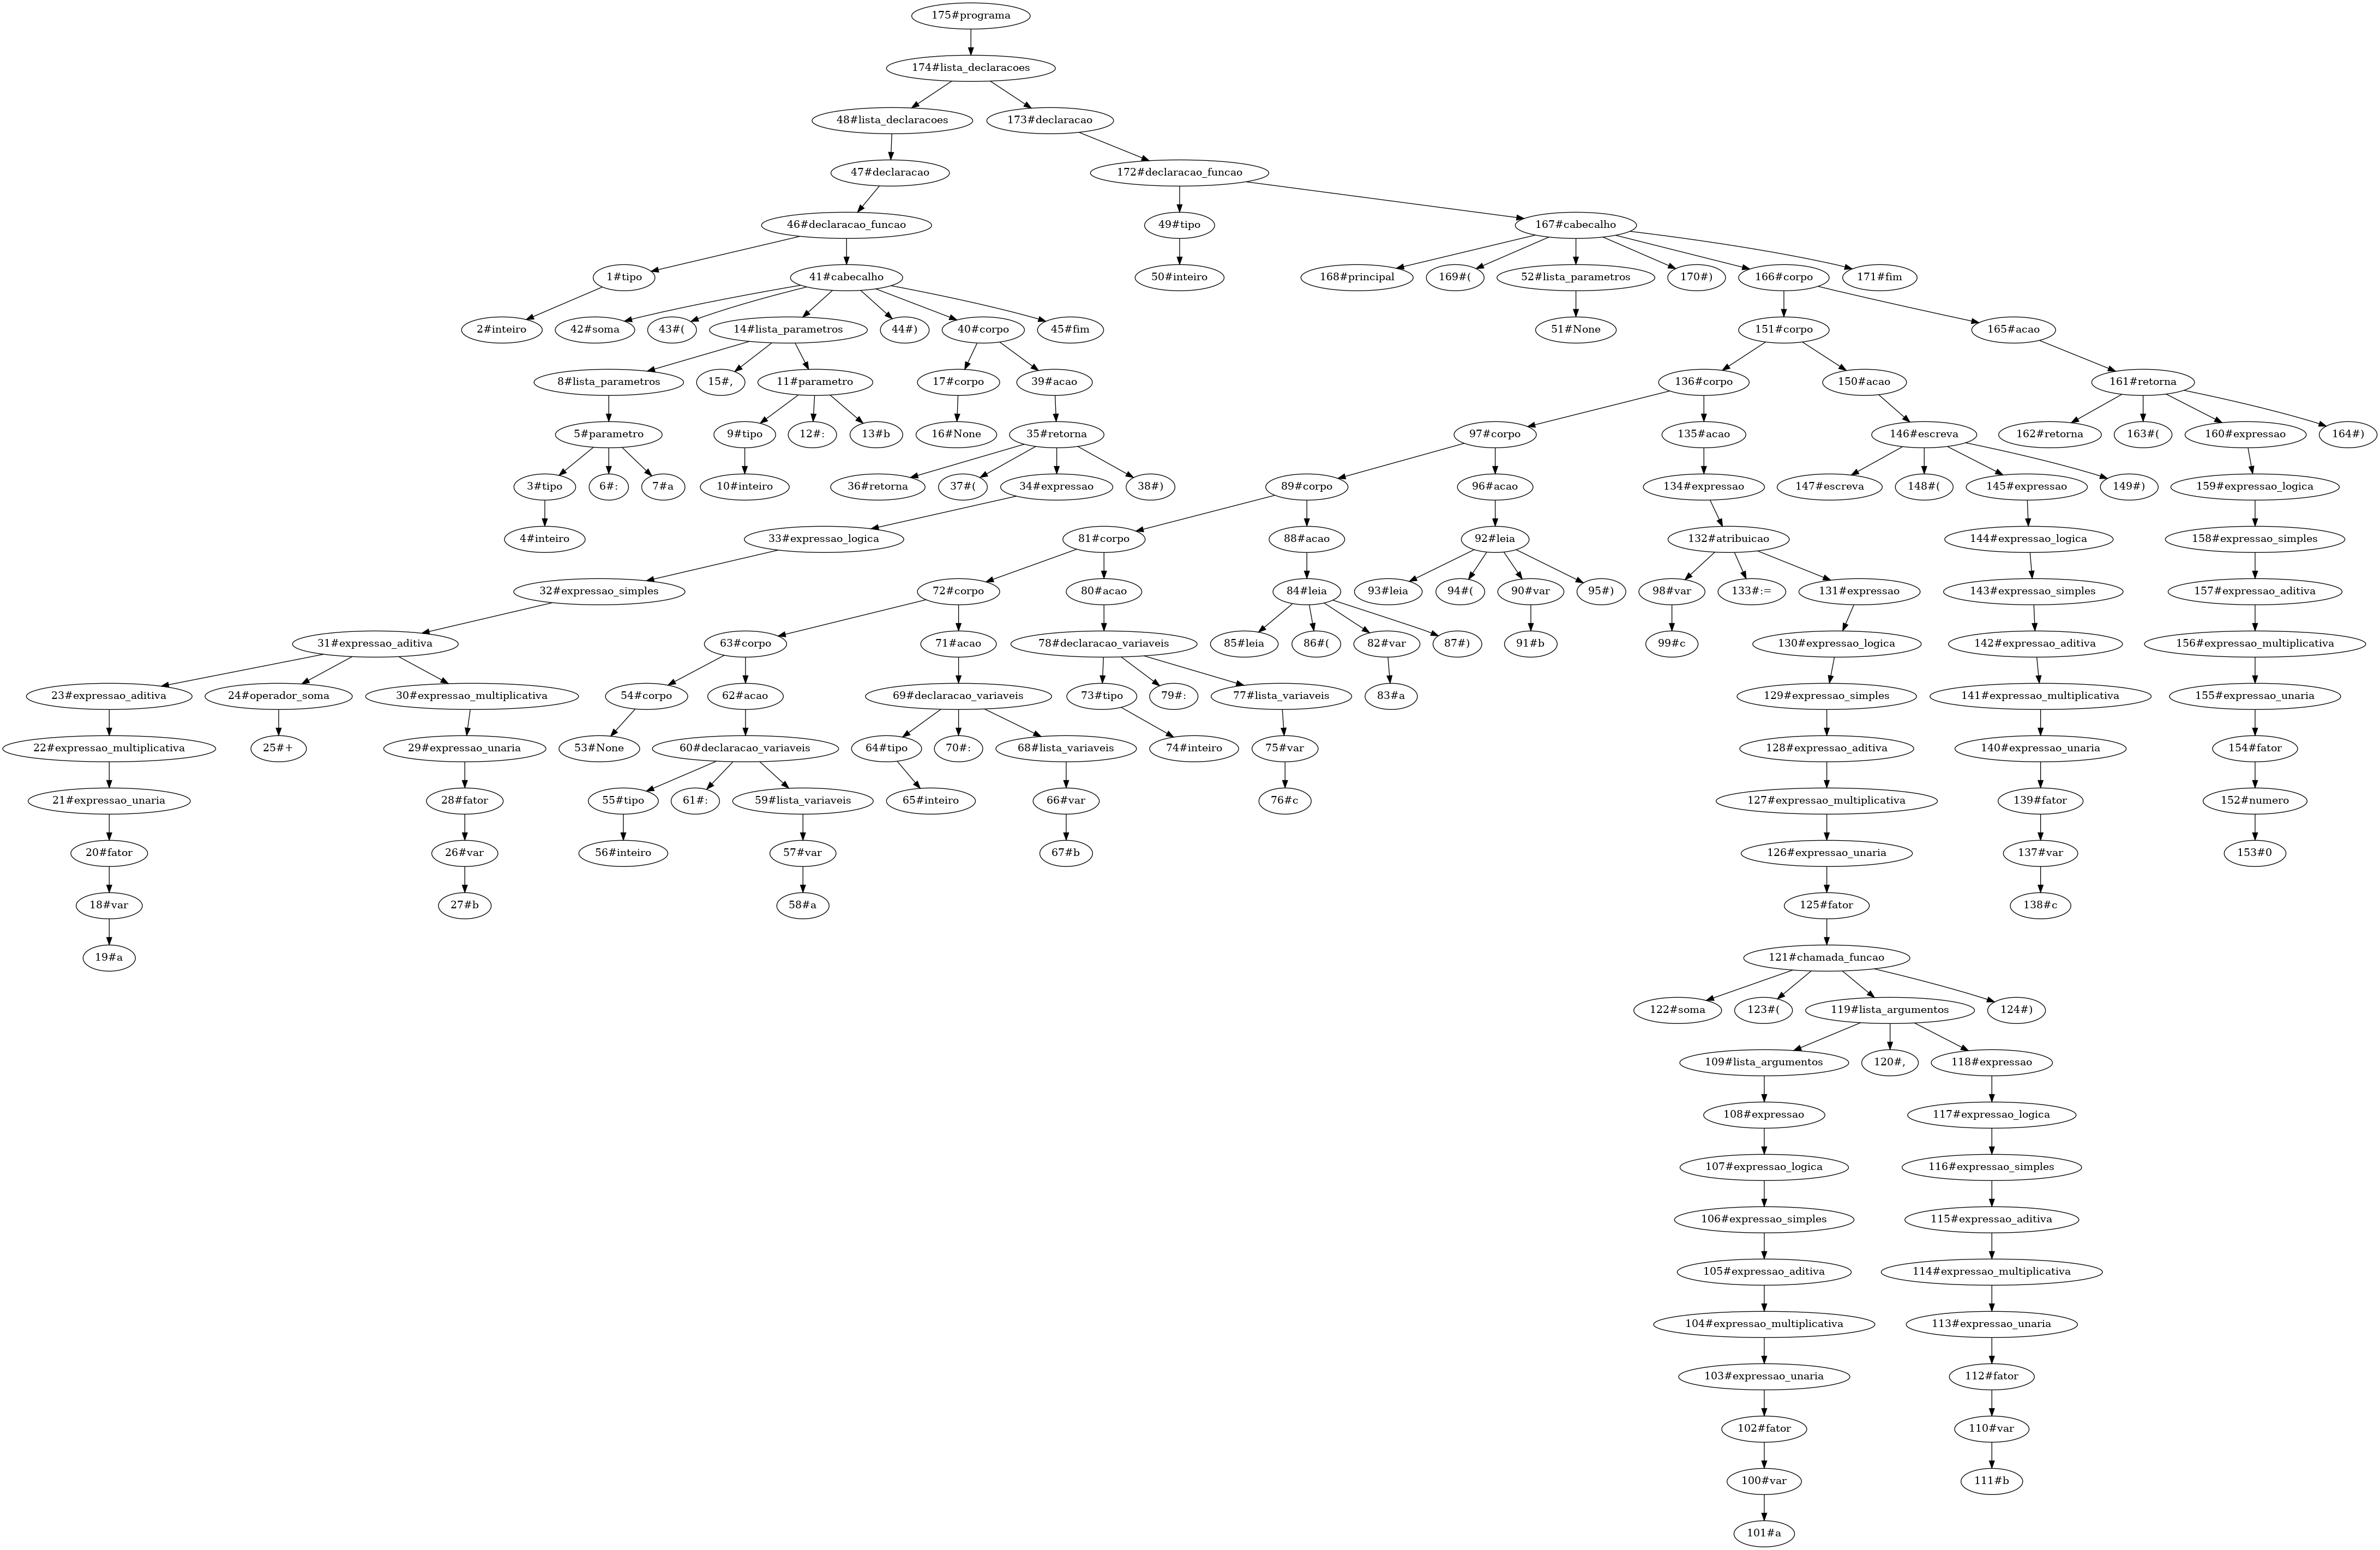 175#programa
174#lista_declaracoes
48#lista_declaracoes 173#declaracao
47#declaracao 172#declaracao_funcao
46#declaracao_funcao 49#tipo 167#cabecalho
1#tipo 41#cabecalho 50#inteiro 168#principal 169#( 52#lista_parametros 170#) 166#corpo 171#fim
2#inteiro 42#soma 43#( 14#lista_parametros 44#) 40#corpo 45#fim 51#None 151#corpo 165#acao
8#lista_parametros 15#, 11#parametro 17#corpo 39#acao 136#corpo 150#acao 161#retorna
5#parametro 9#tipo 12#: 13#b 16#None 35#retorna 97#corpo 135#acao 146#escreva 162#retorna 163#( 160#expressao 164#)
3#tipo 6#: 7#a 10#inteiro 36#retorna 37#( 34#expressao 38#) 89#corpo 96#acao 134#expressao 147#escreva 148#( 145#expressao 149#) 159#expressao_logica
4#inteiro 33#expressao_logica 81#corpo 88#acao 92#leia 132#atribuicao 144#expressao_logica 158#expressao_simples
32#expressao_simples 72#corpo 80#acao 84#leia 93#leia 94#( 90#var 95#) 98#var 133#:= 131#expressao 143#expressao_simples 157#expressao_aditiva
31#expressao_aditiva 63#corpo 71#acao 78#declaracao_variaveis 85#leia 86#( 82#var 87#) 91#b 99#c 130#expressao_logica 142#expressao_aditiva 156#expressao_multiplicativa
23#expressao_aditiva 24#operador_soma 30#expressao_multiplicativa 54#corpo 62#acao 69#declaracao_variaveis 73#tipo 79#: 77#lista_variaveis 83#a 129#expressao_simples 141#expressao_multiplicativa 155#expressao_unaria
22#expressao_multiplicativa 25#+ 29#expressao_unaria 53#None 60#declaracao_variaveis 64#tipo 70#: 68#lista_variaveis 74#inteiro 75#var 128#expressao_aditiva 140#expressao_unaria 154#fator
21#expressao_unaria 28#fator 55#tipo 61#: 59#lista_variaveis 65#inteiro 66#var 76#c 127#expressao_multiplicativa 139#fator 152#numero
20#fator 26#var 56#inteiro 57#var 67#b 126#expressao_unaria 137#var 153#0
18#var 27#b 58#a 125#fator 138#c
19#a 121#chamada_funcao
122#soma 123#( 119#lista_argumentos 124#)
109#lista_argumentos 120#, 118#expressao
108#expressao 117#expressao_logica
107#expressao_logica 116#expressao_simples
106#expressao_simples 115#expressao_aditiva
105#expressao_aditiva 114#expressao_multiplicativa
104#expressao_multiplicativa 113#expressao_unaria
103#expressao_unaria 112#fator
102#fator 110#var
100#var 111#b
101#a